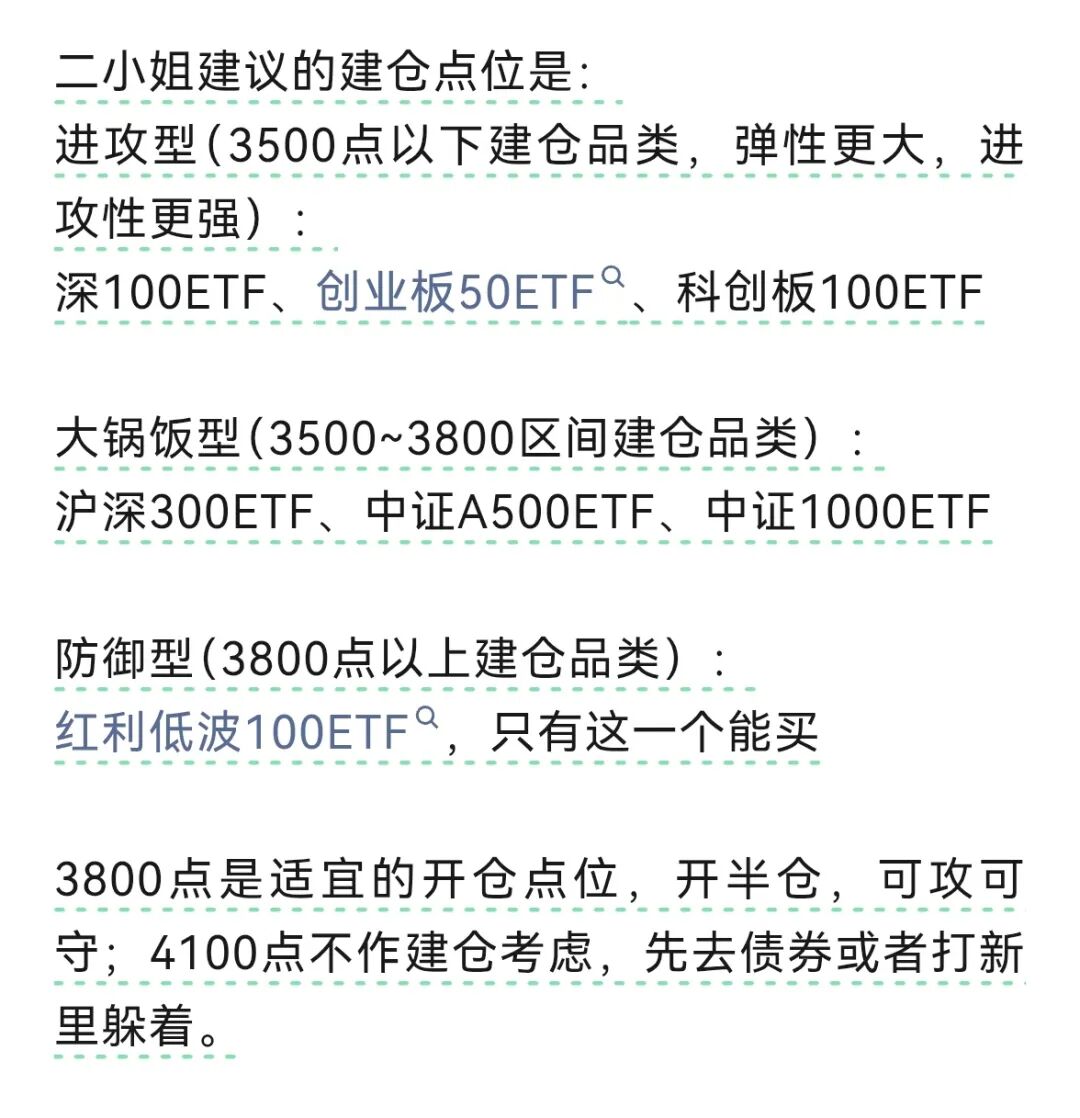 二小姐建议的建仓点位是：
进攻型（3500点以下建仓品类，弹性更大，进
攻性更强）：
深100ETF、创业板50ETF、科创板100ETF
大锅饭型（3500~3800区间建仓品类）：
沪深300ETF、中证A500ETF、中证1000ETF
防御型（3800点以上建仓品类）：
红利低波100ETF，只有这一个能买
3800点是适宜的开仓点位，开半仓，可攻可
守；4100点不作建仓考虑，先去债券或者打新
里躲着。